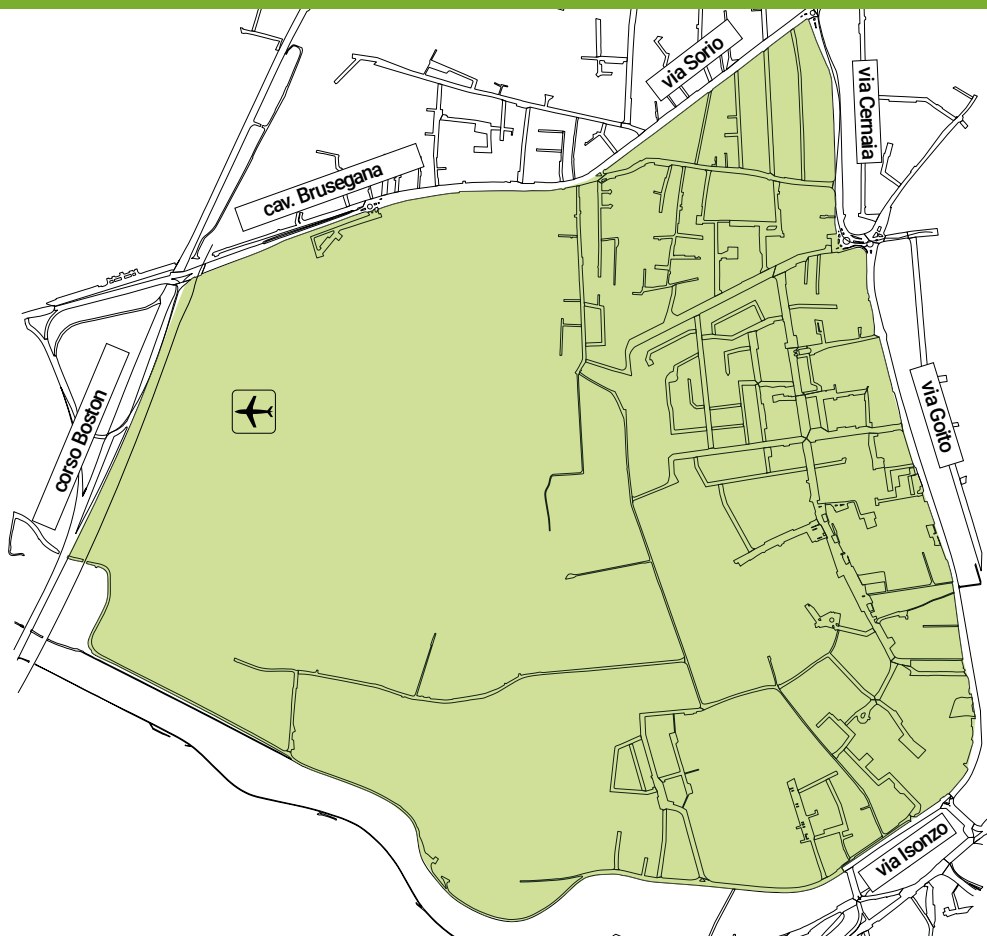 via Sorio
via Cernaia
cav. Brusegana
corso Boston
via Goito
via Isonzo